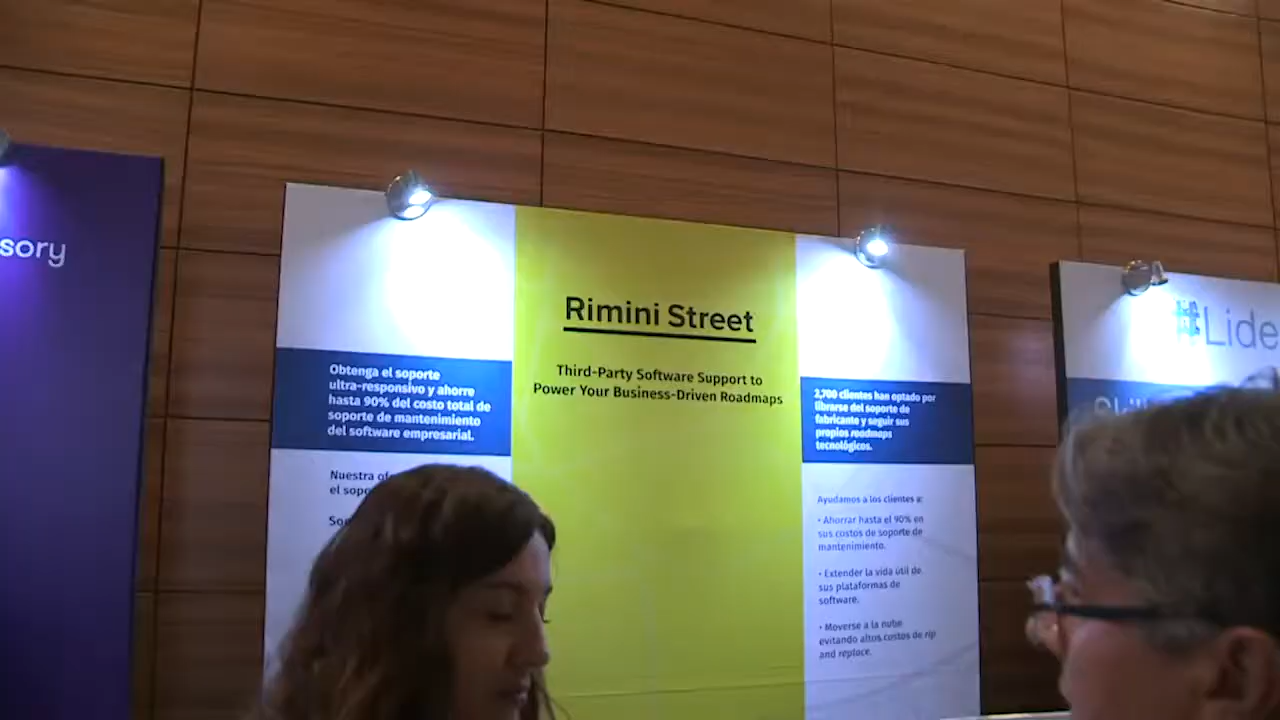 sory
Rimini Street
Third-Party Software Support to
Power Your Business-Driven Roadmaps
Obtenga el soporte
ultra-responsivo y ahorre
hasta 90% del costo total de
soporte de mantenimiento
del software empresarial.
Nuestra
el
2,700 clientes han optado por
librarse del soporte de
fabricante y seguir sus
propios roadmaps
tecnológicos.
Ayudamos a los clientes a:
• Ahorrar hasta el 90% en
sus costos de soporte de
mantenimiento.
• Extender la vida útil de
sus plataformas de
software.
• Moverse a la nube
evitando altos costos de rip
and replace.
#Lide